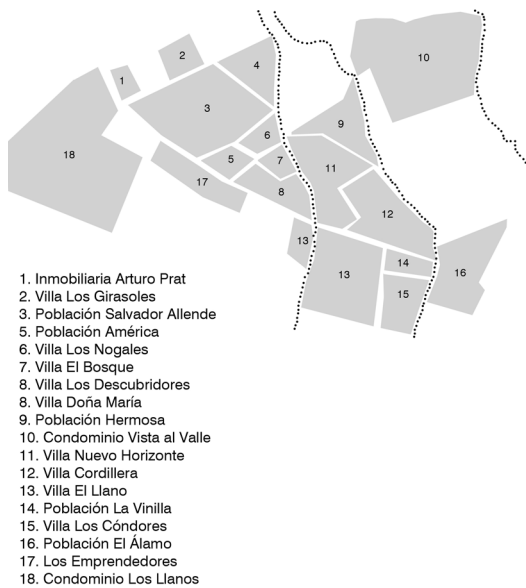 2
10
4
1
3
9
6
18
5
7
11
17
8
12
13
13
14
16
15
1. Inmobiliaria Arturo Prat
2. Villa Los Girasoles
3. Población Salvador Allende
5. Población América
6. Villa Los Nogales
7. Villa El Bosque
8. Villa Los Descubridores
8. Villa Doña María
9. Población Hermosa
10. Condominio Vista al Valle
11. Villa Nuevo Horizonte
12. Villa Cordillera
13. Villa El Llano
14. Población La Vinilla
15. Villa Los Cóndores
16. Población El Álamo
17. Los Emprendedores
18. Condominio Los Llanos